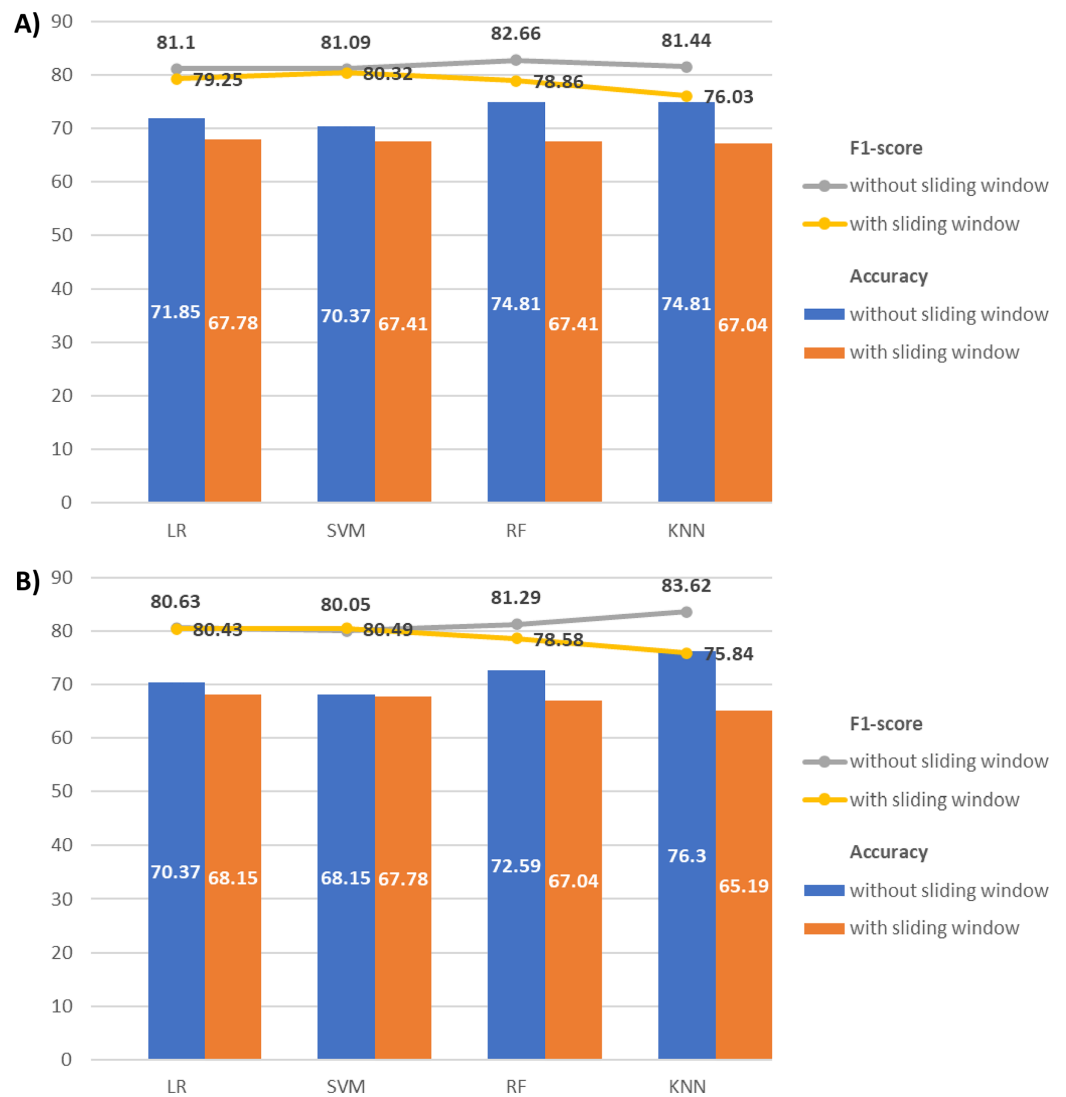 A)
90
80
70
60
50
40
30
20
10
0
81.1 81.09 82.66 81.44
79.25 80.32 78.86 76.03
71.85 67.78 70.37 67.41 74.81 67.41 74.81 67.04
LR SVM RF KNN
F1-score
without sliding window
with sliding window
Accuracy
without sliding window
with sliding window
B)
90
80
70
60
50
40
30
20
10
0
80.63 80.05 81.29 83.62
80.43 80.49 78.58 75.84
70.37 68.15 68.15 67.78 72.59 67.04 76.3 65.19
LR SVM RF KNN
F1-score
without sliding window
with sliding window
Accuracy
without sliding window
with sliding window